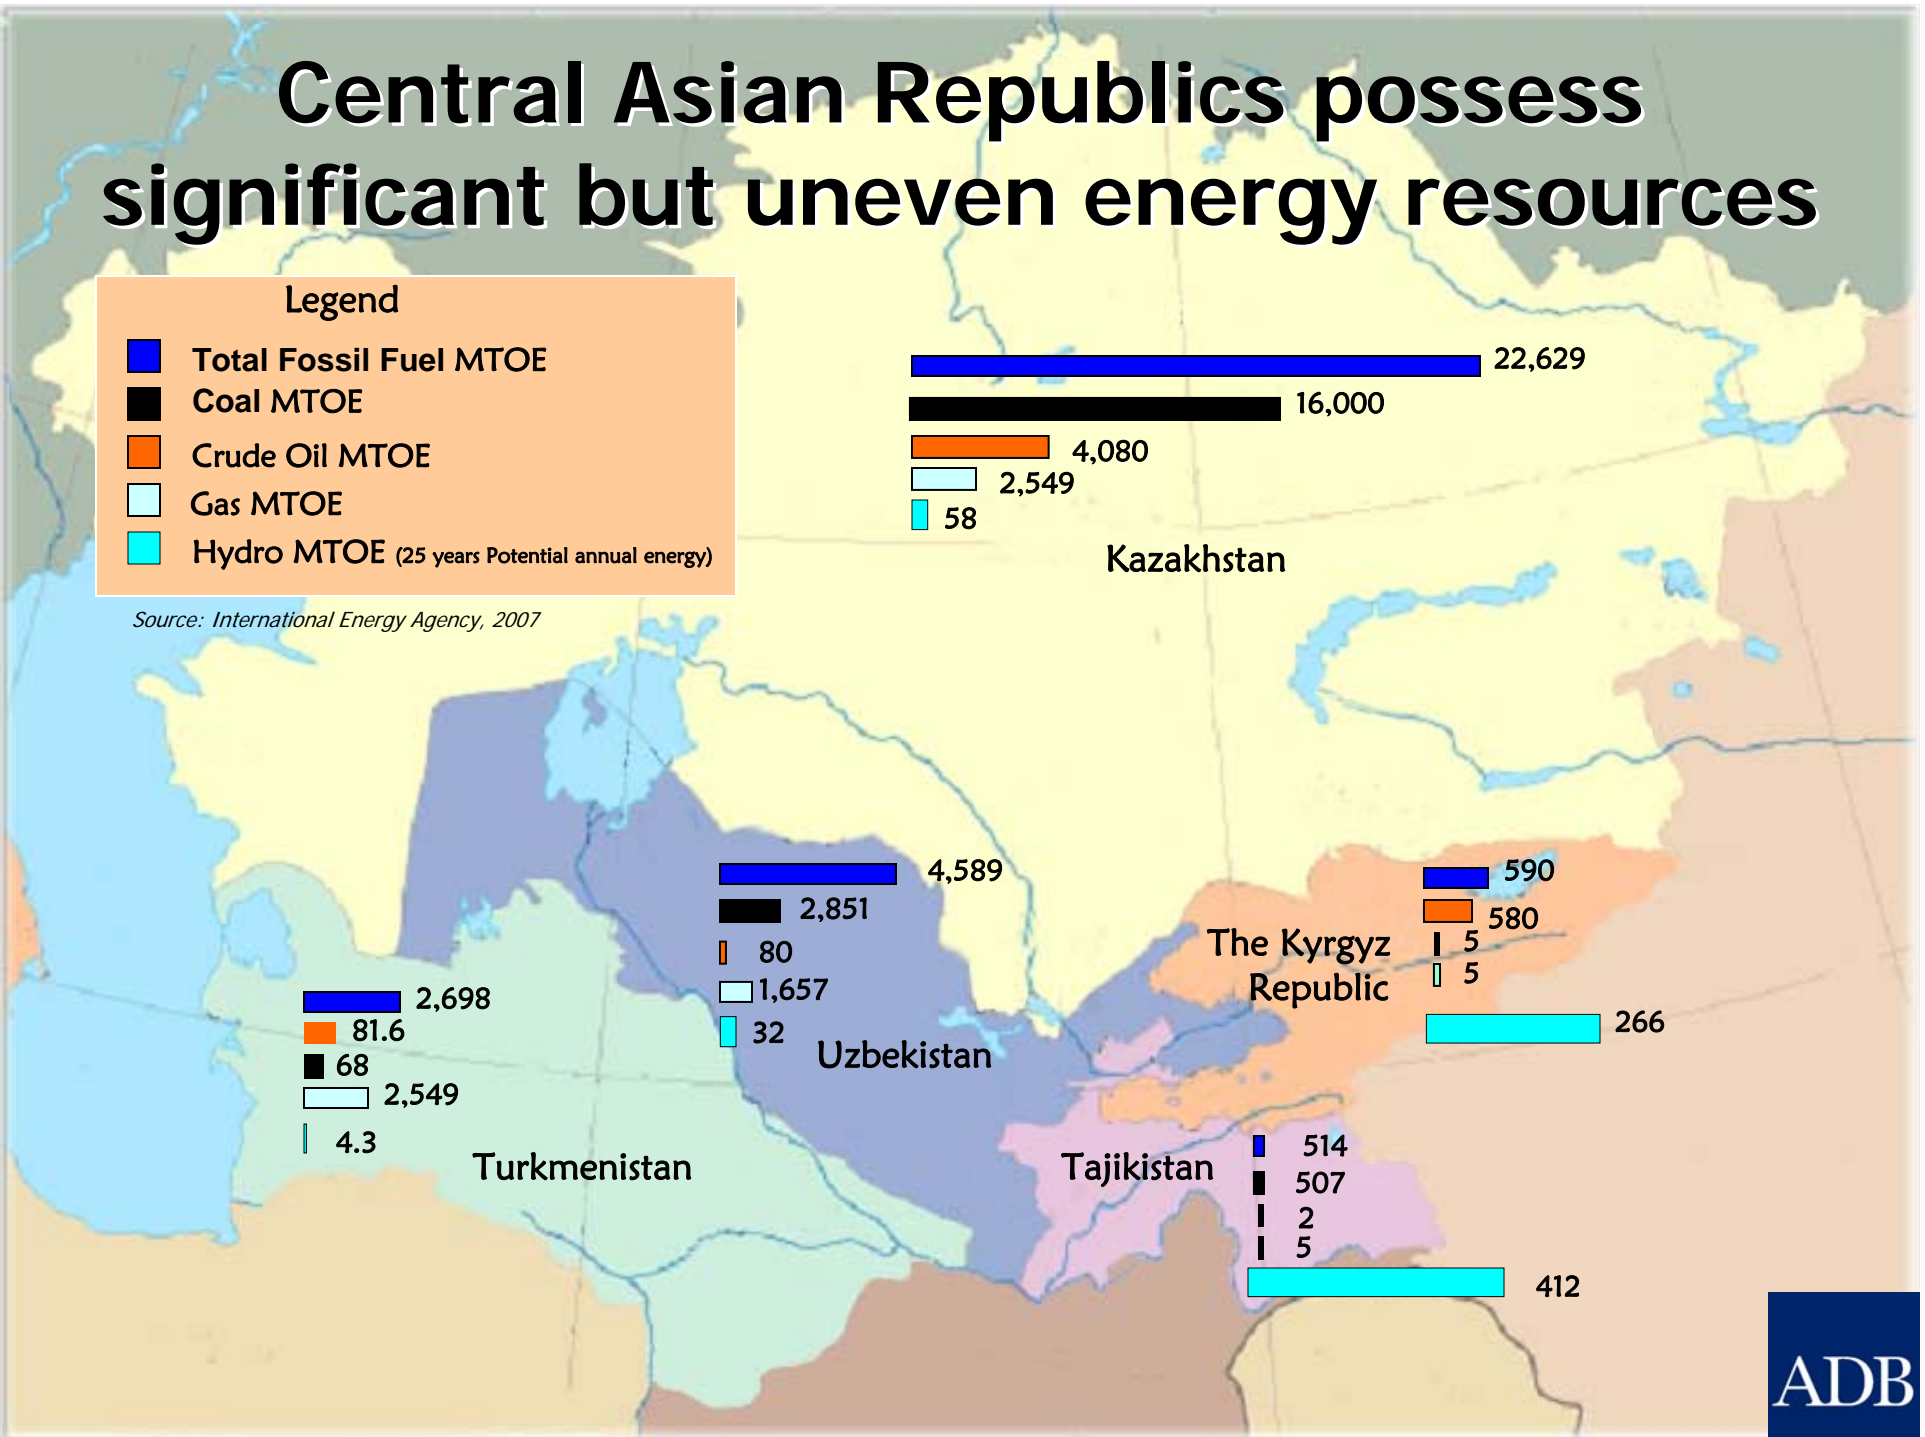 Central Asian Republics possess
significant but uneven energy resources
Legend
Total Fossil Fuel MTOE
Coal MTOE
Crude Oil MTOE
Gas MTOE
Hydro MTOE (25 years Potential annual energy)
Source: International Energy Agency, 2007
22,629
16,000
4,080
2,549
58
Kazakhstan
4,589
2,851
80
1,657
32
Uzbekistan
590
580
5
5
266
The Kyrgyz
Republic
2,698
81.6
68
2,549
4.3
Turkmenistan
Tajikistan
514
507
2
5
412
ADB